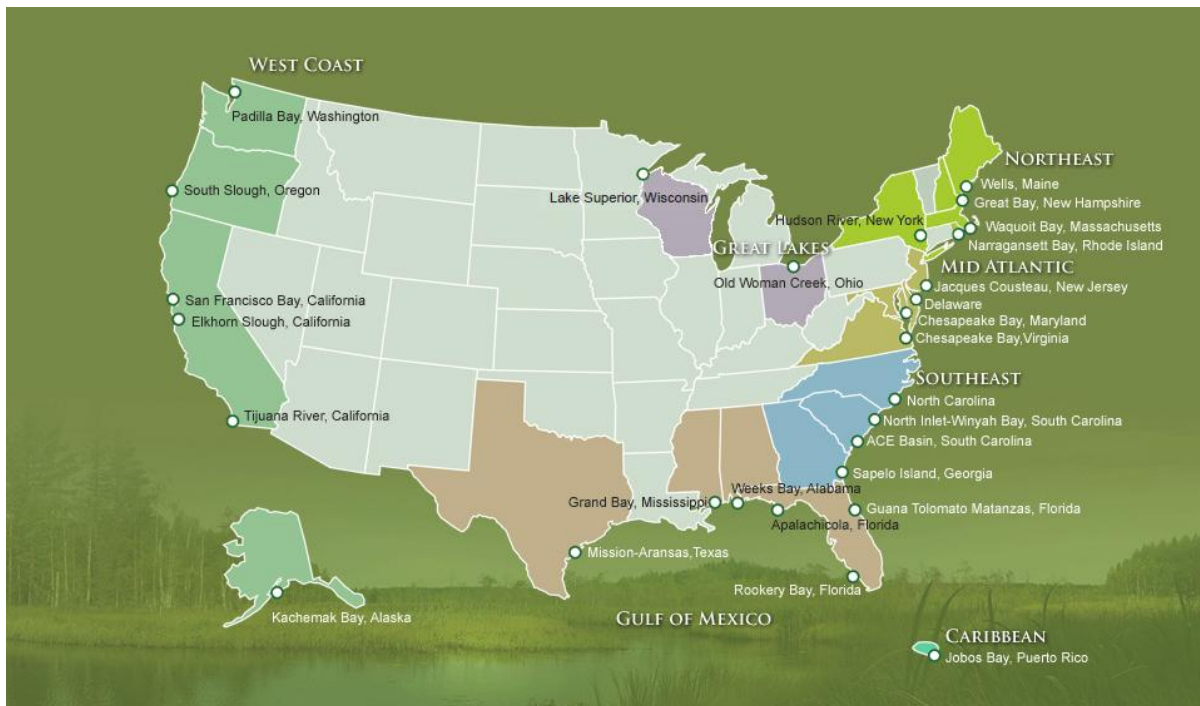 WEST COAST
Padilla Bay, Washington
South Slough, Oregon
San Francisco Bay, California
Elkhorn Slough, California
Tijuana River, California
Kachemak Bay, Alaska
Lake Superior, Wisconsin
GREAT LAKES
Old Woman Creek, Ohio
NORTHEAST
Wells, Maine
Great Bay, New Hampshire
Hudson River, New York
Waquoit Bay, Massachusetts
Narragansett Bay, Rhode Island
MID ATLANTIC
Jacques Cousteau, New Jersey
Delaware
Chesapeake Bay, Maryland
Chesapeake Bay,Virginia
SOUTHEAST
North Carolina
North Inlet-Winyah Bay, South Carolina
ACE Basin, South Carolina
Sapelo Island, Georgia
Guana Tolomato Matanzas, Florida
Weeks Bay, Alabama
Grand Bay, Mississippi
Apalachicola, Florida
Mission-Aransas,Texas
Rookery Bay, Florida
GULF OF MEXICO
CARIBBEAN
Jobos Bay, Puerto Rico